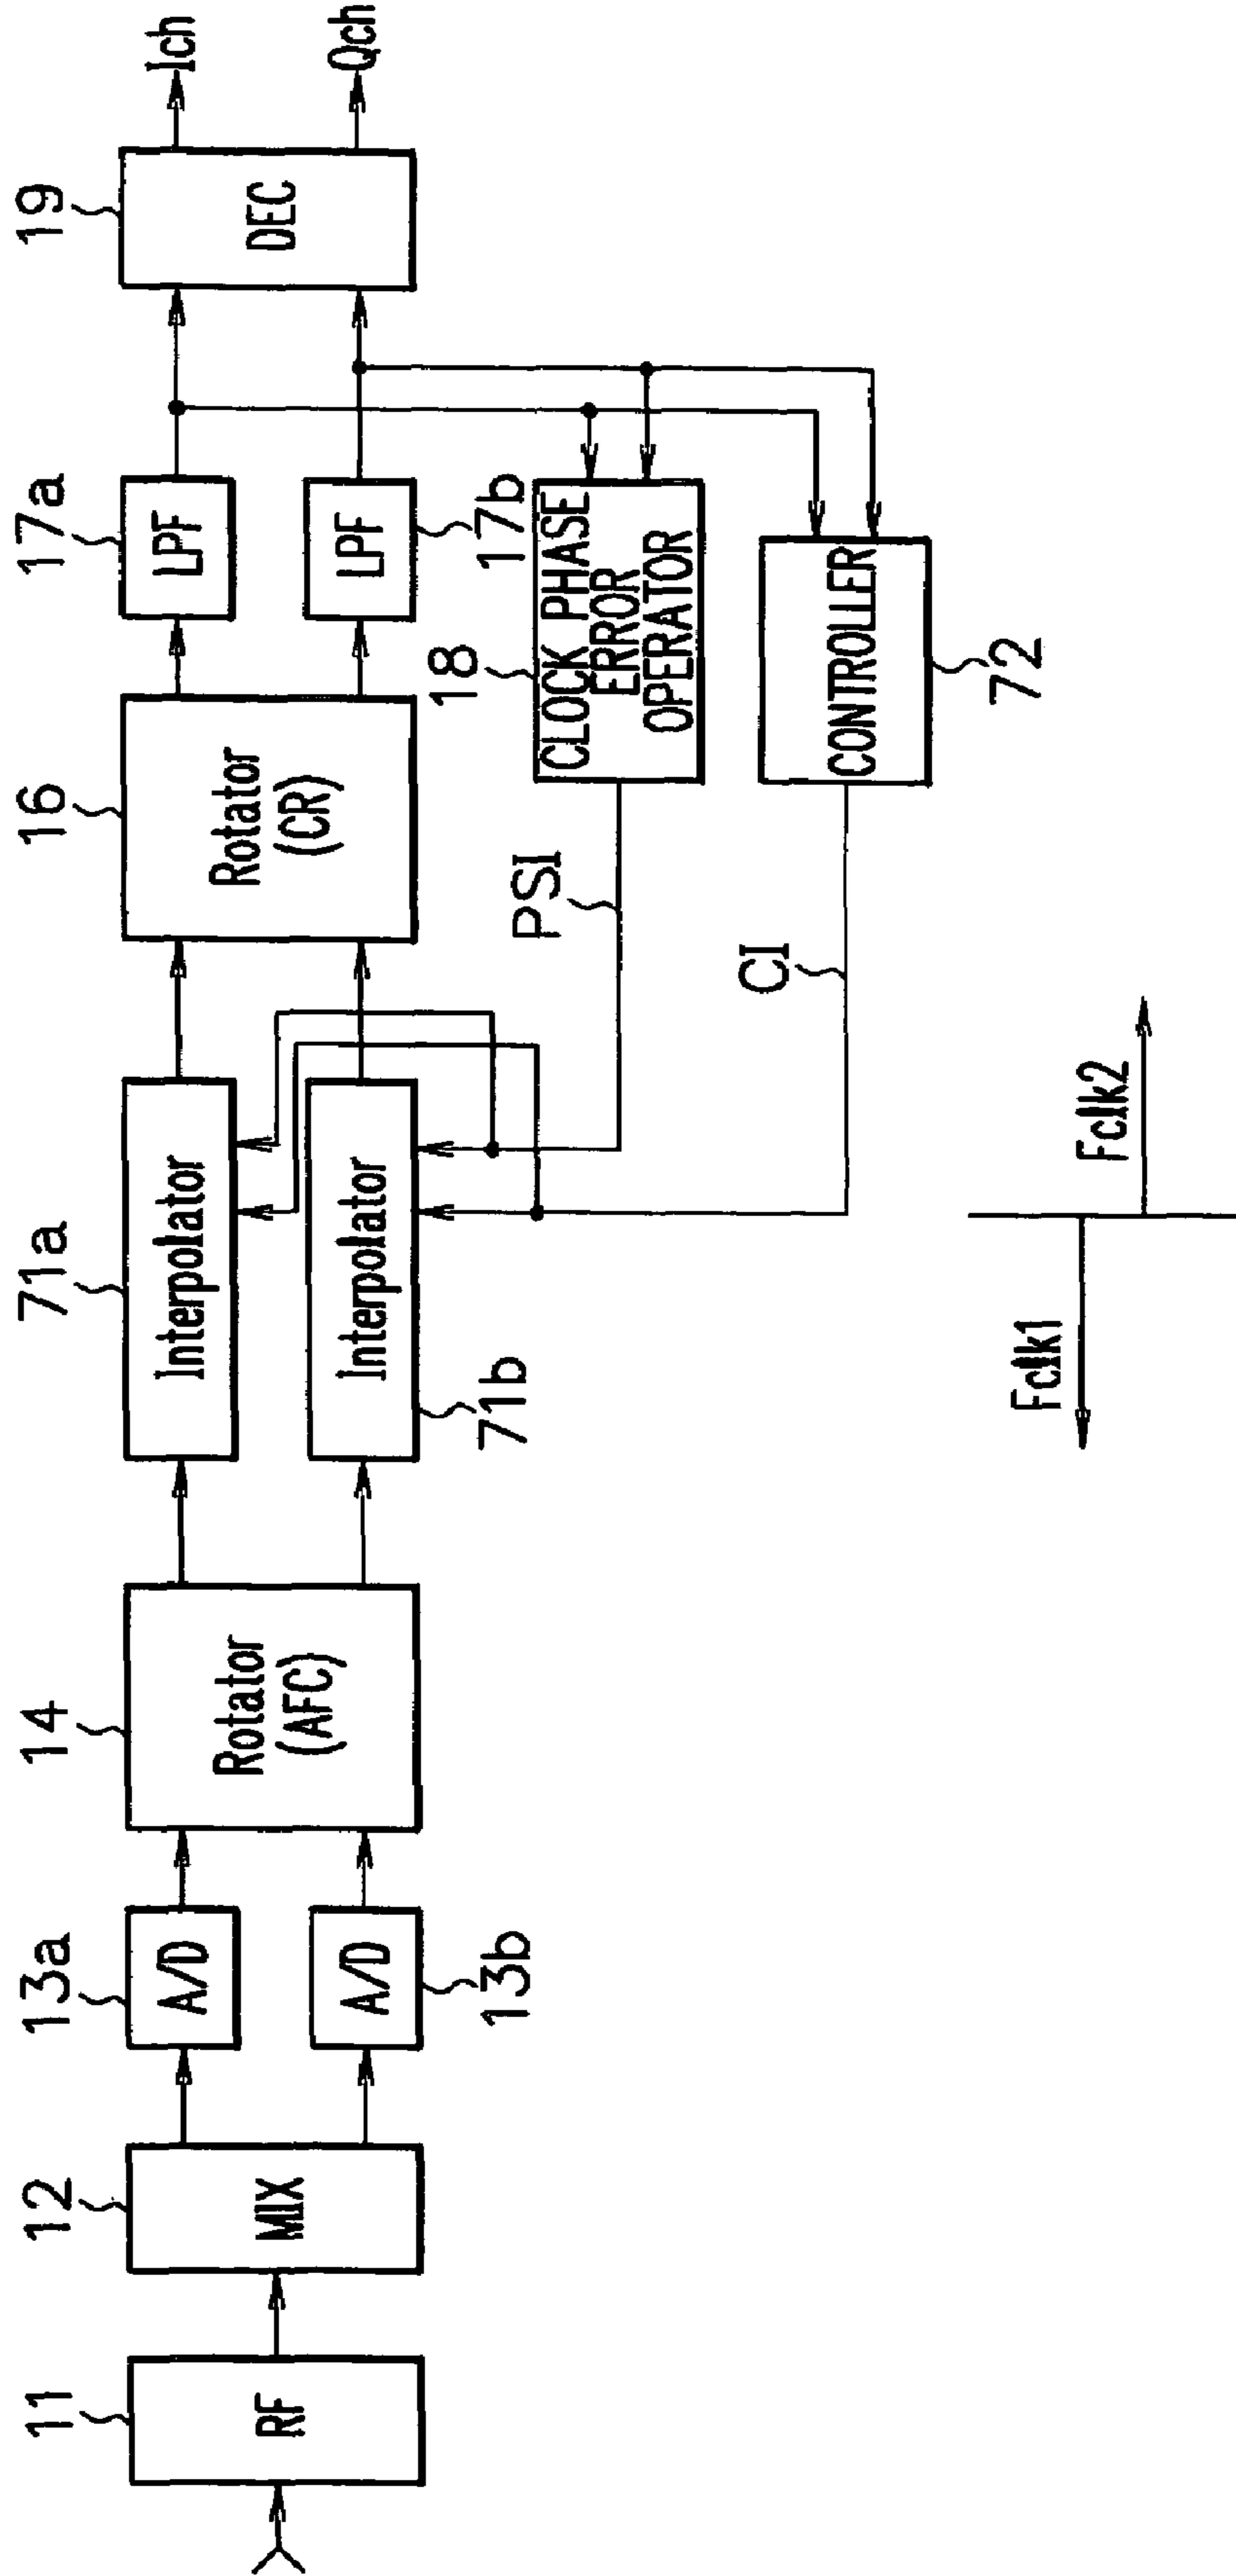 11
RF
12
MIX
13a
A/D
A/D
13b
14
Rotator
(AFC)
71a
Interpolator
Interpolator
71b
16
Rotator
(CR)
17a
LPF
LPF
17b
19
DEC
Ich
Qch
18
CLOCK PHASE
ERROR
OPERATOR
PSI
CONTROLLER
72
CI
Fclk1
Fclk2